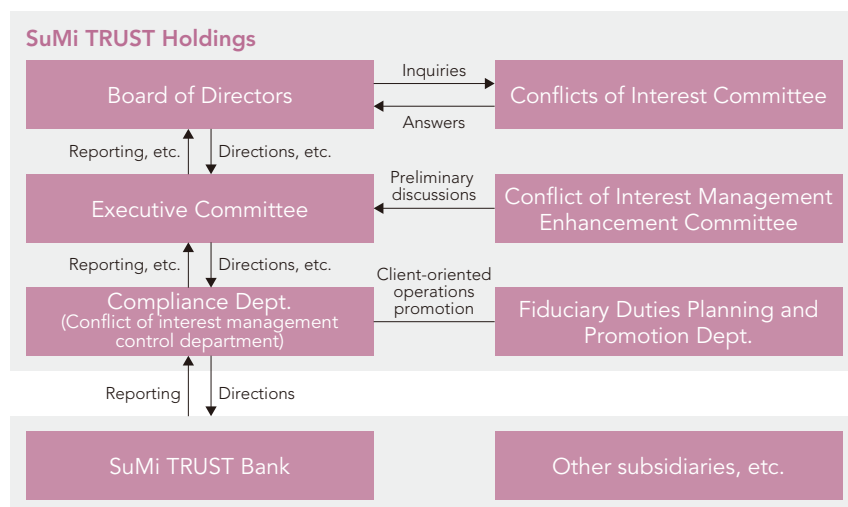 SuMi TRUST Holdings
Board of Directors
Inquiries
Answers
Conflicts of Interest Committee
Reporting, etc.
Directions, etc.
Executive Committee
Preliminary
discussions
Conflict of Interest Management
Enhancement Committee
Reporting, etc.
Directions, etc.
Compliance Dept.
(Conflict of interest management
control department)
Client-oriented
operations
promotion
Fiduciary Duties Planning and
Promotion Dept.
Reporting
Directions
SuMi TRUST Bank
Other subsidiaries, etc.